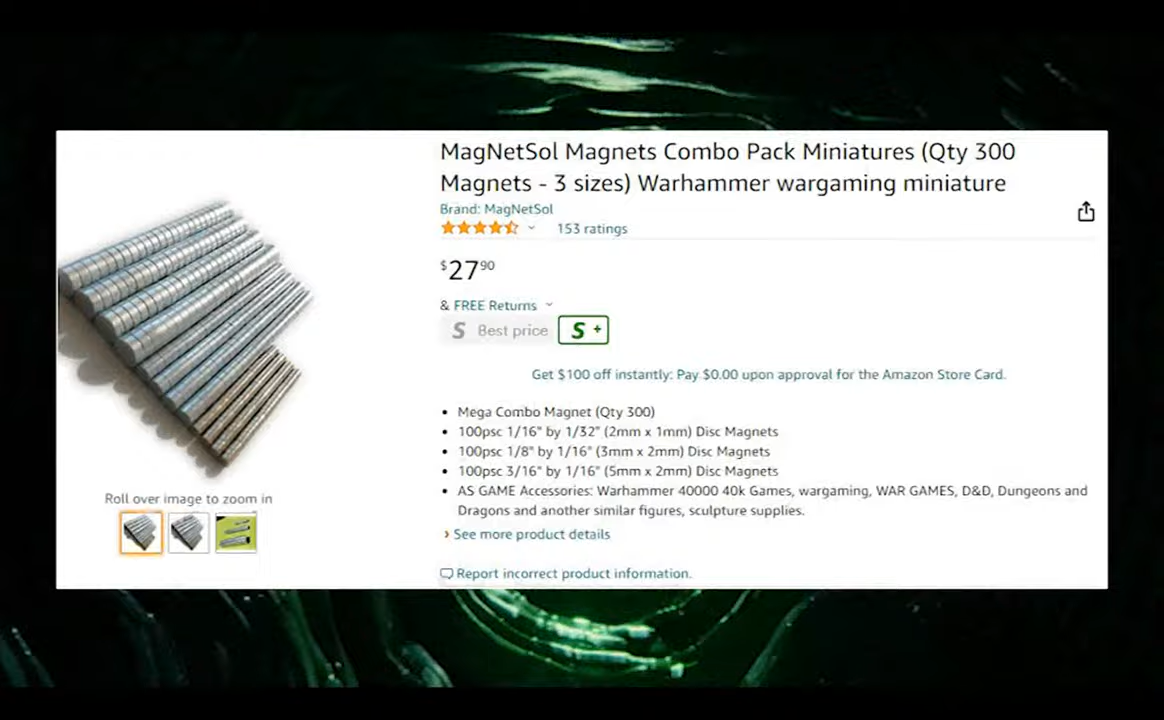 MagNetSol Magnets Combo Pack Miniatures (Qty 300
Magnets - 3 sizes) Warhammer wargaming miniature
Brand: MagNetSol
153 ratings
$27⁹⁰
& FREE Returns
S Best price S +
Get $100 off instantly: Pay $0.00 upon approval for the Amazon Store Card.
• Mega Combo Magnet (Qty 300)
• 100psc 1/16" by 1/32" (2mm x 1mm) Disc Magnets
• 100psc 1/8" by 1/16" (3mm x 2mm) Disc Magnets
• 100psc 3/16" by 1/16" (5mm x 2mm) Disc Magnets
• AS GAME Accessories: Warhammer 40000 40k Games, wargaming, WAR GAMES, D&D, Dungeons and
Dragons and another similar figures, sculpture supplies.
› See more product details
Report incorrect product information.
Roll over image to zoom in